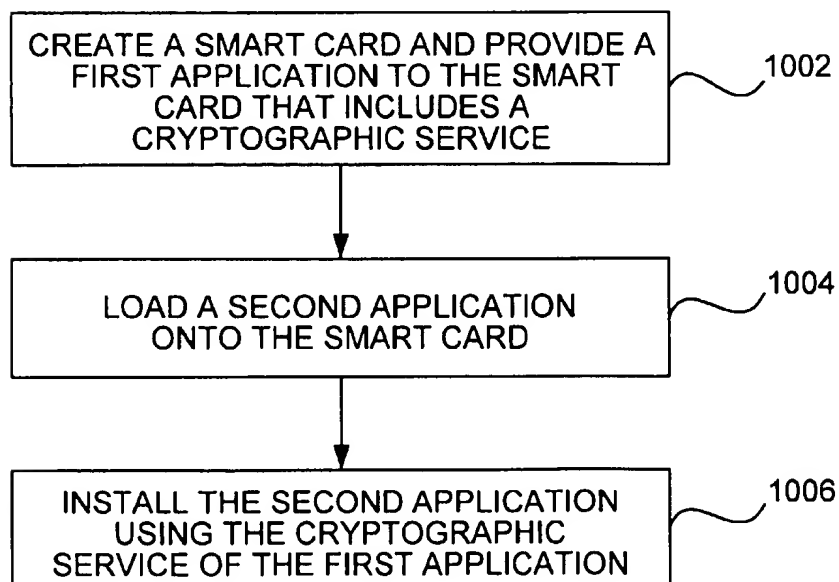 CREATE A SMART CARD AND PROVIDE A
FIRST APPLICATION TO THE SMART
CARD THAT INCLUDES A
CRYPTOGRAPHIC SERVICE
1002
LOAD A SECOND APPLICATION
ONTO THE SMART CARD
1004
INSTALL THE SECOND APPLICATION
USING THE CRYPTOGRAPHIC
SERVICE OF THE FIRST APPLICATION
1006